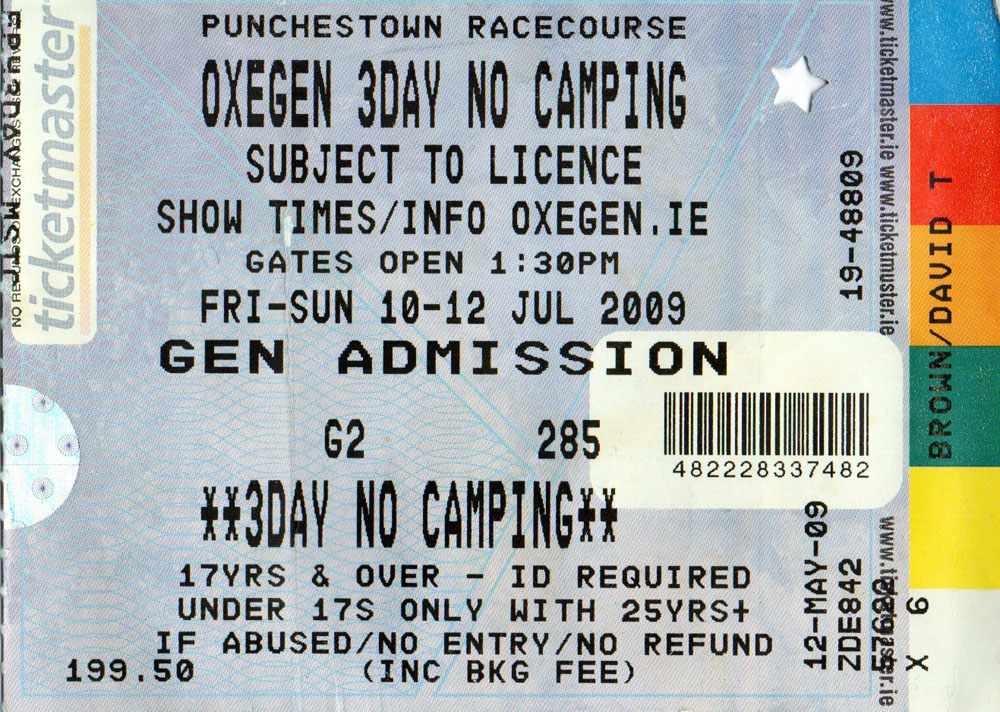 PUNCHESTOWN RACECOURSE
OXEGEN 3DAY NO CAMPING
SUBJECT TO LICENCE
SHOW TIMES/INFO OXEGEN.IE
GATES OPEN 1:30PM
FRI-SUN 10-12 JUL 2009
GEN ADMISSION
G2 285
482228337482
**3DAY NO CAMPING**
17YRS & OVER - ID REQUIRED
UNDER 17S ONLY WITH 25YRS+
IF ABUSED/NO ENTRY/NO REFUND
199.50 (INC BKG FEE)
ticketmaster
19-48809
12-MAY-09
ZDE842
www.ticketmaster.ie www.ticketmaster.ie
BROWN/DAVID T
X 6